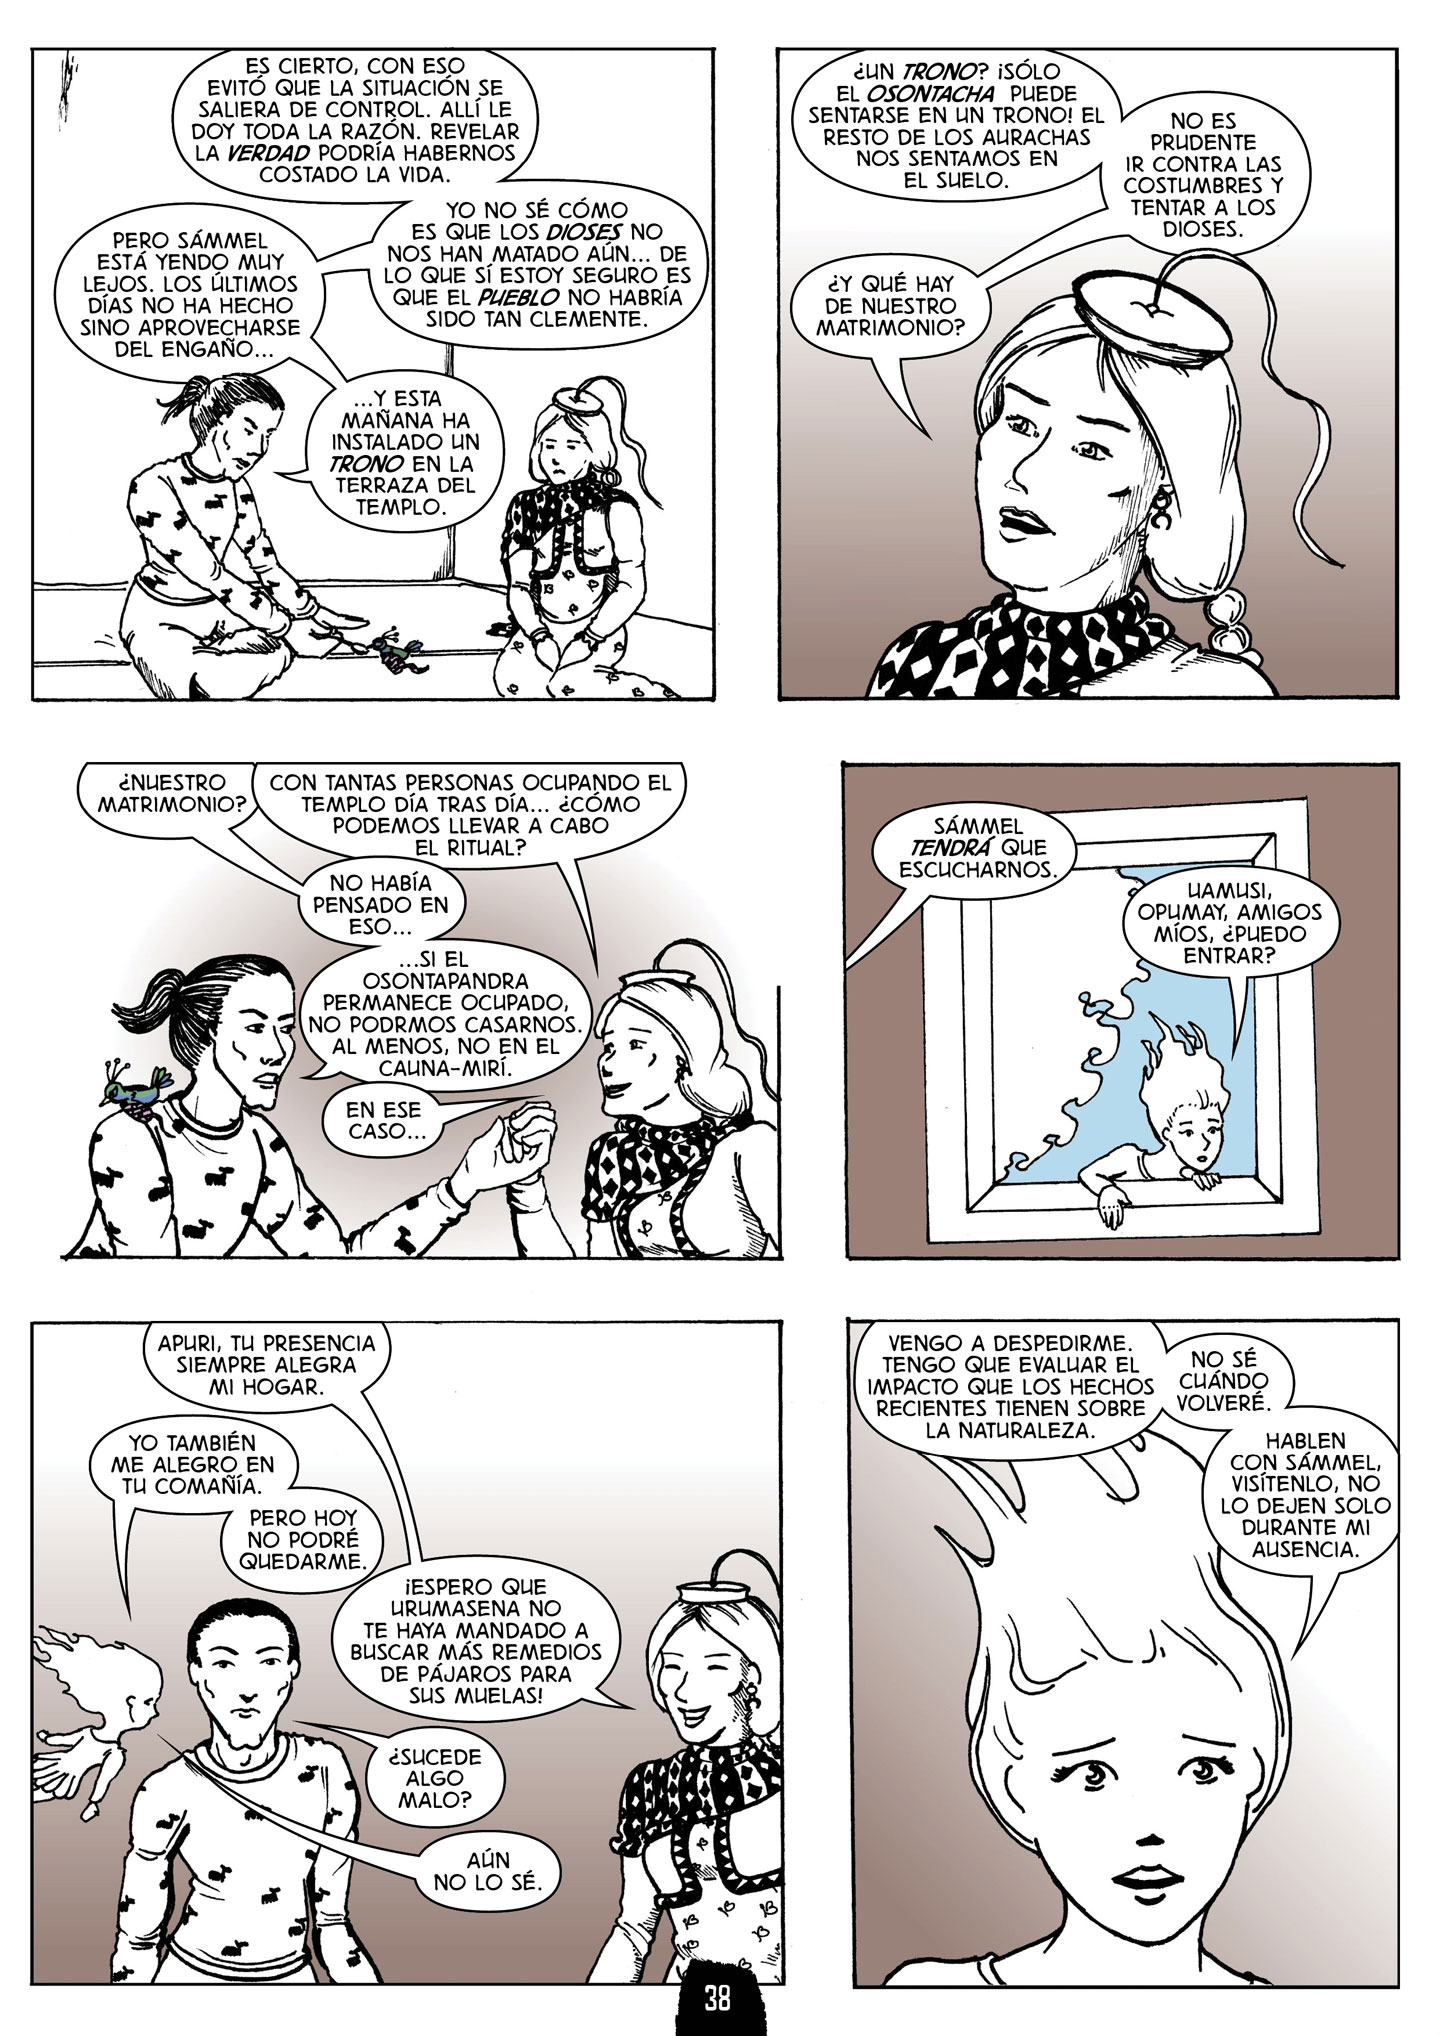 ES CIERTO, CON ESO
EVITÓ QUE LA SITUACIÓN SE
SALIERA DE CONTROL. ALLÍ LE
DOY TODA LA RAZÓN. REVELAR
LA VERDAD PODRÍA HABERNOS
COSTADO LA VIDA.
YO NO SÉ CÓMO
ES QUE LOS DIOSES NO
NOS HAN MATADO AÚN... DE
LO QUE SÍ ESTOY SEGURO ES
QUE EL PUEBLO NO HABRÍA
SIDO TAN CLEMENTE.
PERO SÁMMEL
ESTÁ YENDO MUY
LEJOS. LOS ÚLTIMOS
DÍAS NO HA HECHO
SINO APROVECHARSE
DEL ENGAÑO...
...Y ESTA
MAÑANA HA
INSTALADO UN
TRONO EN LA
TERRAZA DEL
TEMPLO.
¿UN TRONO? ¡SÓLO
EL OSONTACHA PUEDE
SENTARSE EN UN TRONO! EL
RESTO DE LOS AURACHAS
NOS SENTAMOS EN
EL SUELO.
NO ES
PRUDENTE
IR CONTRA LAS
COSTUMBRES Y
TENTAR A LOS
DIOSES.
¿Y QUÉ HAY
DE NUESTRO
MATRIMONIO?
¿NUESTRO
MATRIMONIO?
CON TANTAS PERSONAS OCUPANDO EL
TEMPLO DÍA TRAS DÍA... ¿CÓMO
PODEMOS LLEVAR A CABO
EL RITUAL?
NO HABÍA
PENSADO EN
ESO...
...SI EL
OSONTAPANDRA
PERMANECE OCUPADO,
NO PODRMOS CASARNOS.
AL MENOS, NO EN EL
CAUNA-MIRÍ.
EN ESE
CASO...
SÁMMEL
TENDRÁ QUE
ESCUCHARNOS.
UAMUSI,
OPUMAY, AMIGOS
MÍOS, ¿PUEDO
ENTRAR?
APURI, TU PRESENCIA
SIEMPRE ALEGRA
MI HOGAR.
YO TAMBIÉN
ME ALEGRO EN
TU COMAÑÍA.
PERO HOY
NO PODRÉ
QUEDARME.
¡ESPERO QUE
URUMASENA NO
TE HAYA MANDADO A
BUSCAR MÁS REMEDIOS
DE PÁJAROS PARA
SUS MUELAS!
¿SUCEDE
ALGO
MALO?
AÚN
NO LO SÉ.
VENGO A DESPEDIRME.
TENGO QUE EVALUAR EL
IMPACTO QUE LOS HECHOS
RECIENTES TIENEN SOBRE
LA NATURALEZA.
NO SÉ
CUÁNDO
VOLVERÉ.
HABLEN
CON SÁMMEL,
VISÍTENLO, NO
LO DEJEN SOLO
DURANTE MI
AUSENCIA.
38